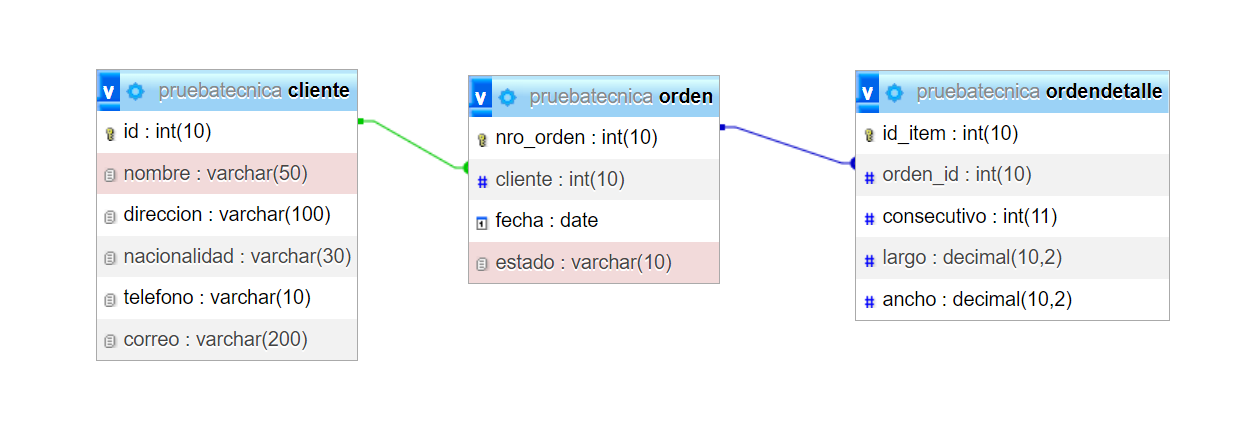 v pruebatecnica cliente
id : int(10)
nombre : varchar(50)
direccion : varchar(100)
nacionalidad : varchar(30)
telefono : varchar(10)
correo : varchar(200)
v pruebatecnica orden
nro_orden : int(10)
# cliente : int(10)
fecha : date
estado : varchar(10)
v pruebatecnica ordendetalle
id_item : int(10)
# orden_id : int(10)
# consecutivo : int(11)
# largo : decimal(10,2)
# ancho : decimal(10,2)